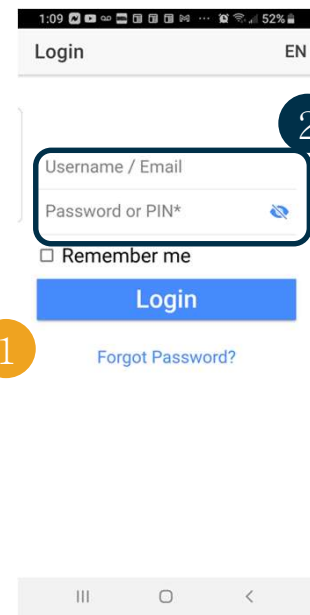 1:09 ... 52%
Login EN
2
Username / Email
Password or PIN*
Remember me
Login
1
Forgot Password?